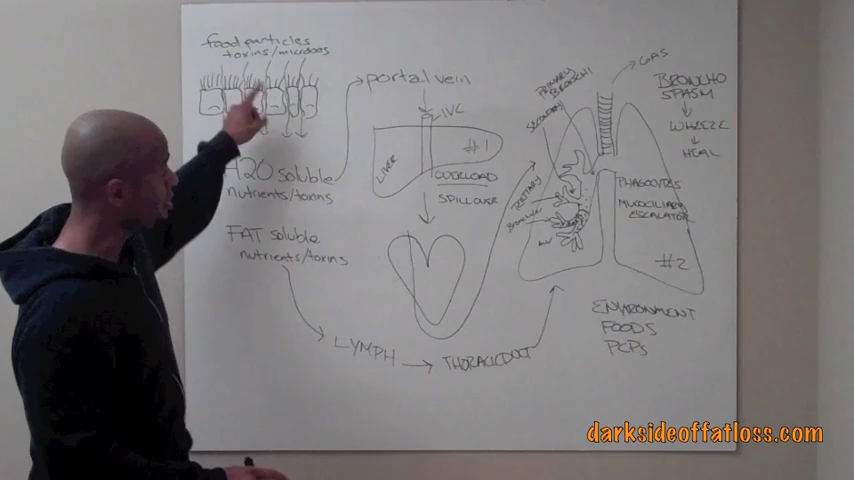 food particles
toxins/microbes
H2O soluble
nutrients/toxins
FAT soluble
nutrients/toxins
portal vein
IVC
LIVER
#1
OVERLOAD
SPILL OVER
LYMPH
THORACIC DUCT
PRIMARY
BRONCHI
SECONDARY
TERTIARY
GAS
BRONCHO
SPASM
WHEEZE
HEAL
PHAGOCYTES
MUCOCILIARY
ESCALATOR
#2
ENVIRONMENT
FOODS
PCPs
darksideoffatloss.com